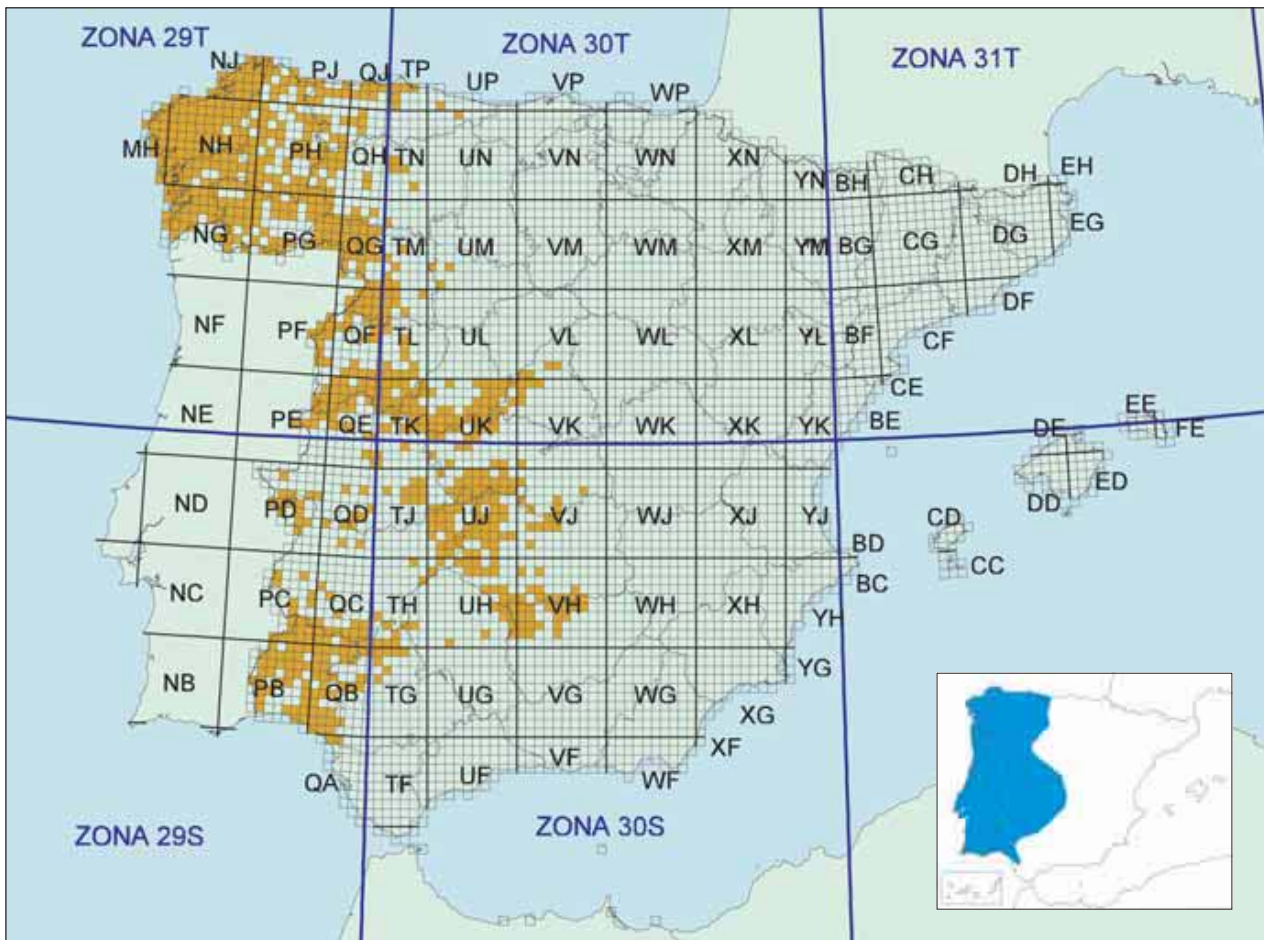 ZONA 29T
ZONA 30T
ZONA 31T
NJ
PJ
QJ
TP
UP
VP
WP
MH
NH
PH
QH
TN
UN
VN
WN
XN
YN
BH
CH
DH
EH
NG
PG
QG
TM
UM
VM
WM
XM
YM
BG
CG
DG
EG
NF
PF
QF
TL
UL
VL
WL
XL
YL
BF
CF
DF
NE
PE
QE
TK
UK
VK
WK
XK
YK
BE
CE
DE
EE
FE
ND
PD
QD
TJ
UJ
VJ
WJ
XJ
YJ
BD
CD
DD
ED
NC
PC
QC
TH
UH
VH
WH
XH
YH
BC
CC
NB
PB
QB
TG
UG
VG
WG
XG
YG
QA
TF
UF
VF
WF
XF
ZONA 29S
ZONA 30S